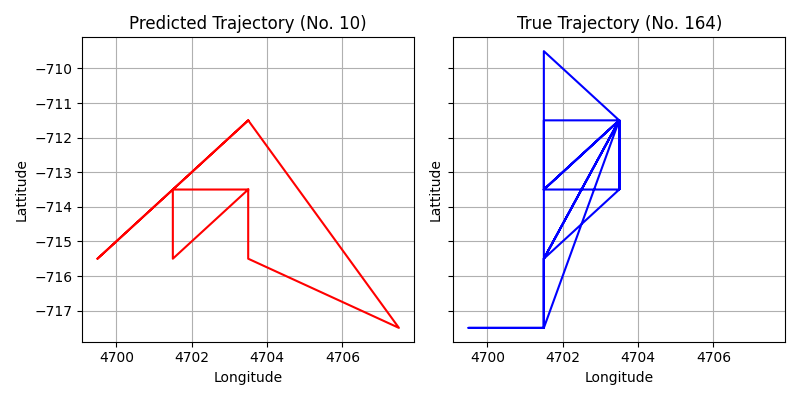 Predicted Trajectory (No. 10)
True Trajectory (No. 164)
−710
−711
−712
−713
−714
−715
−716
−717
Lattitude
Lattitude
4700
4702
4704
4706
4700
4702
4704
4706
Longitude
Longitude